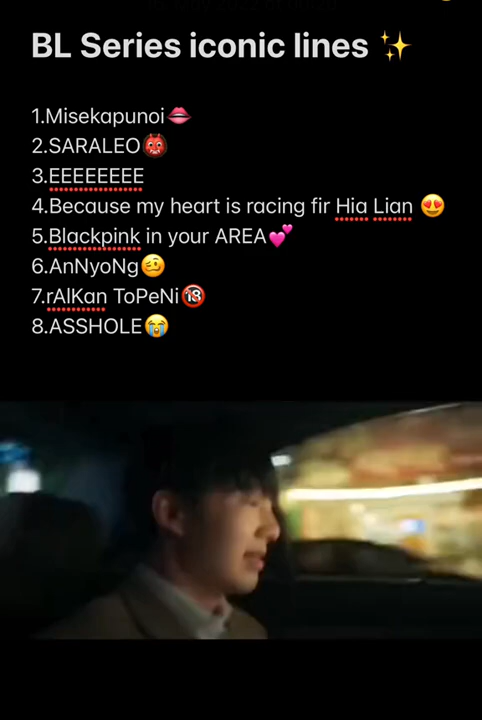 BL Series iconic lines ✨
1.Misekapunoi🫦
2.SARALEO👹
3.EEEEEEEE
4.Because my heart is racing fir Hia Lian 😍
5.Blackpink in your AREA💕
6.AnNyoNg🥴
7.rAlKan ToPeNi🔞
8.ASSHOLE😭